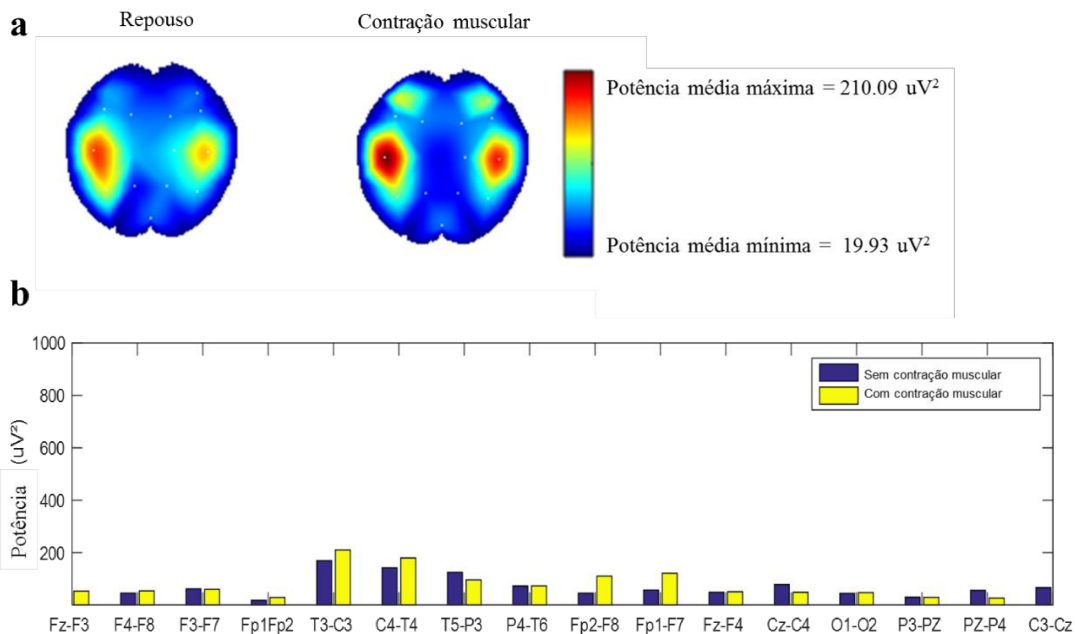 a
Repouso
Contração muscular
Potência média máxima = 210.09 uV²
Potência média mínima = 19.93 uV²
b
1000
800
600
400
200
Potência (uV²)
Sem contração muscular
Com contração muscular
Fz-F3 F4-F8 F3-F7 Fp1Fp2 T3-C3 C4-T4 T5-P3 P4-T6 Fp2-F8 Fp1-F7 Fz-F4 Cz-C4 O1-O2 P3-PZ PZ-P4 C3-Cz